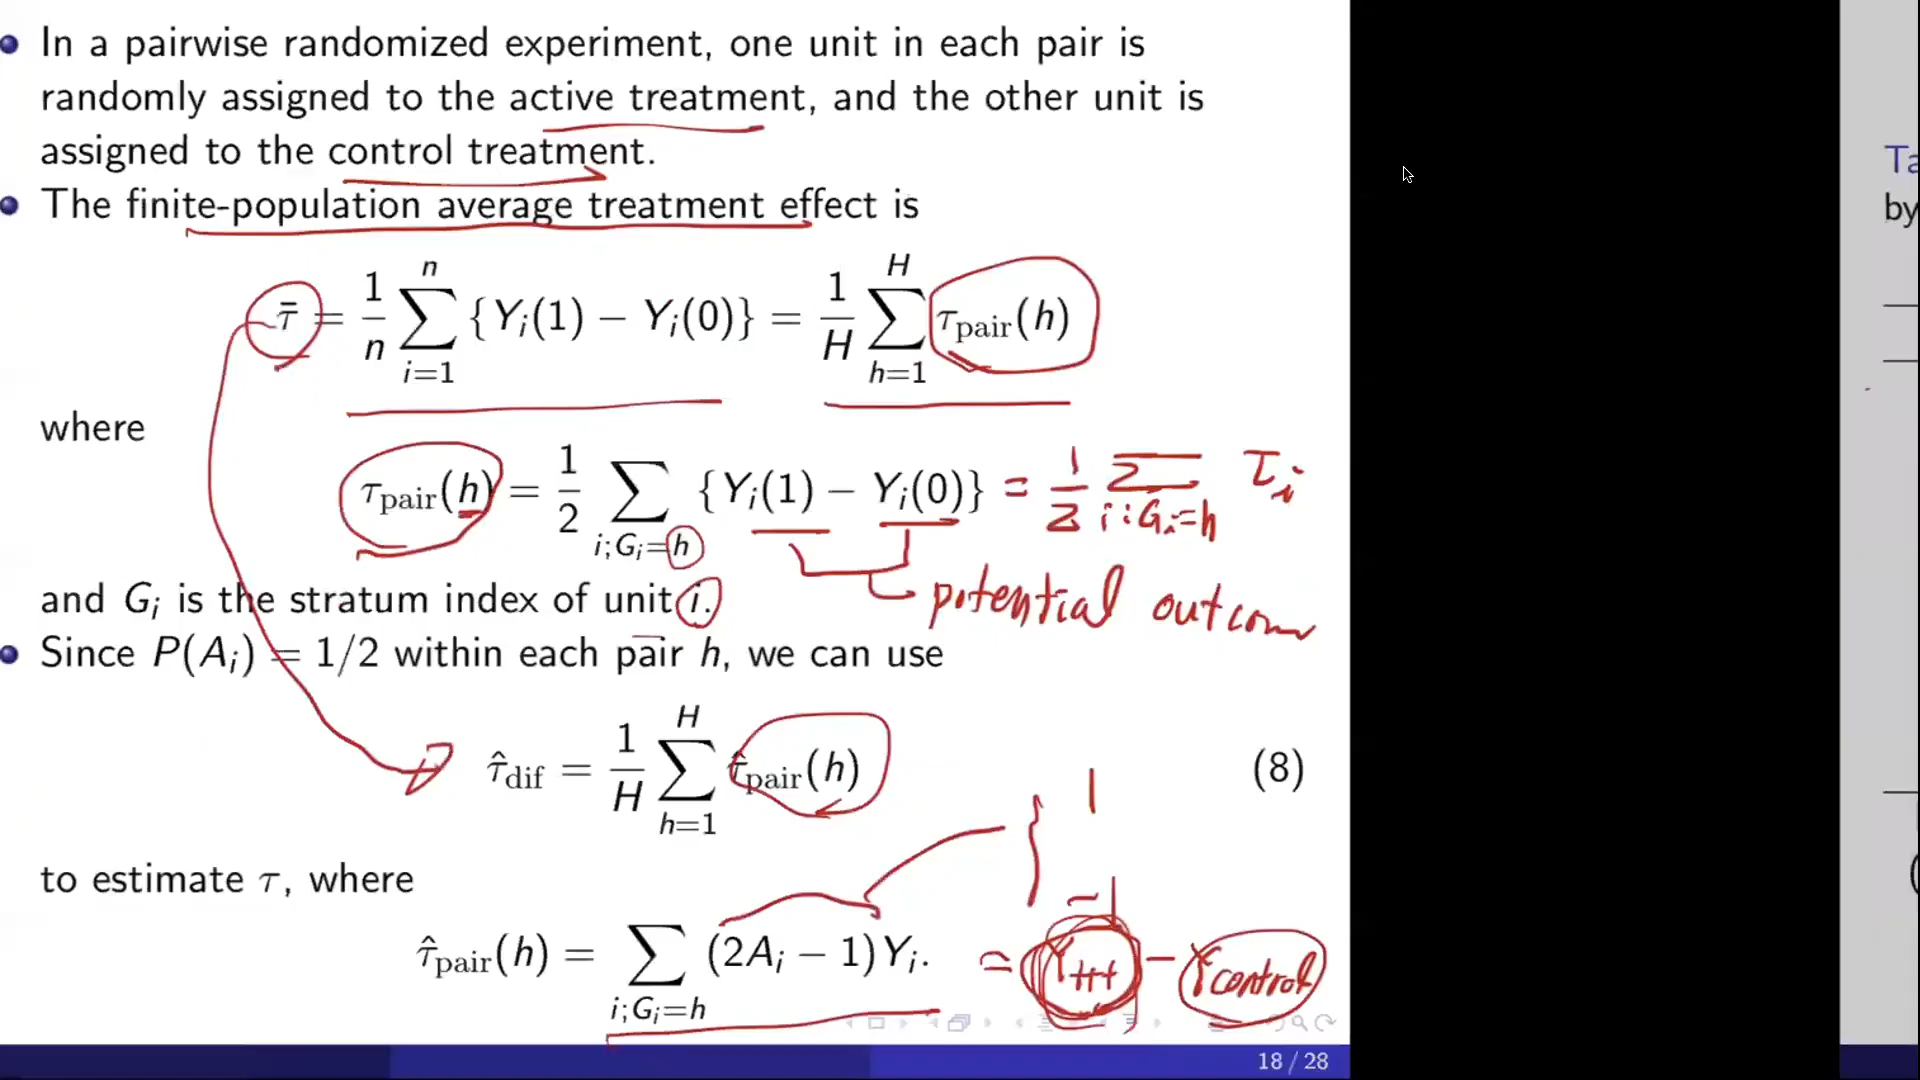 • In a pairwise randomized experiment, one unit in each pair is
randomly assigned to the active treatment, and the other unit is
assigned to the control treatment.
• The finite-population average treatment effect is
τ̄ = 1/n ∑_{i=1}^{n} {Y_i(1) − Y_i(0)} = 1/H ∑_{h=1}^{H} τ_pair(h)
where
τ_pair(h) = 1/2 ∑_{i;G_i=h} {Y_i(1) − Y_i(0)} = 1/2 ∑_{i:G_i=h} τ_i
potential outcom
and G_i is the stratum index of unit i.
• Since P(A_i) = 1/2 within each pair h, we can use
τ̂_dif = 1/H ∑_{h=1}^{H} τ̂_pair(h) (8)
1
to estimate τ, where
-1
τ̂_pair(h) = ∑_{i;G_i=h} (2A_i − 1)Y_i. = Y_trt − Y_control
18 / 28
Ta
by
(